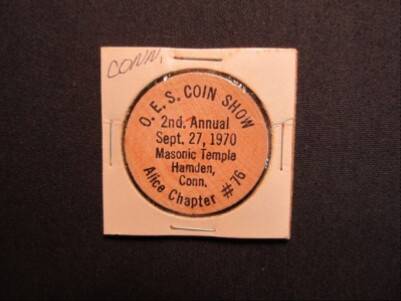 CONN.
O. E. S. COIN SHOW
2nd. Annual
Sept. 27, 1970
Masonic Temple
Hamden,
Conn.
Alice Chapter #76